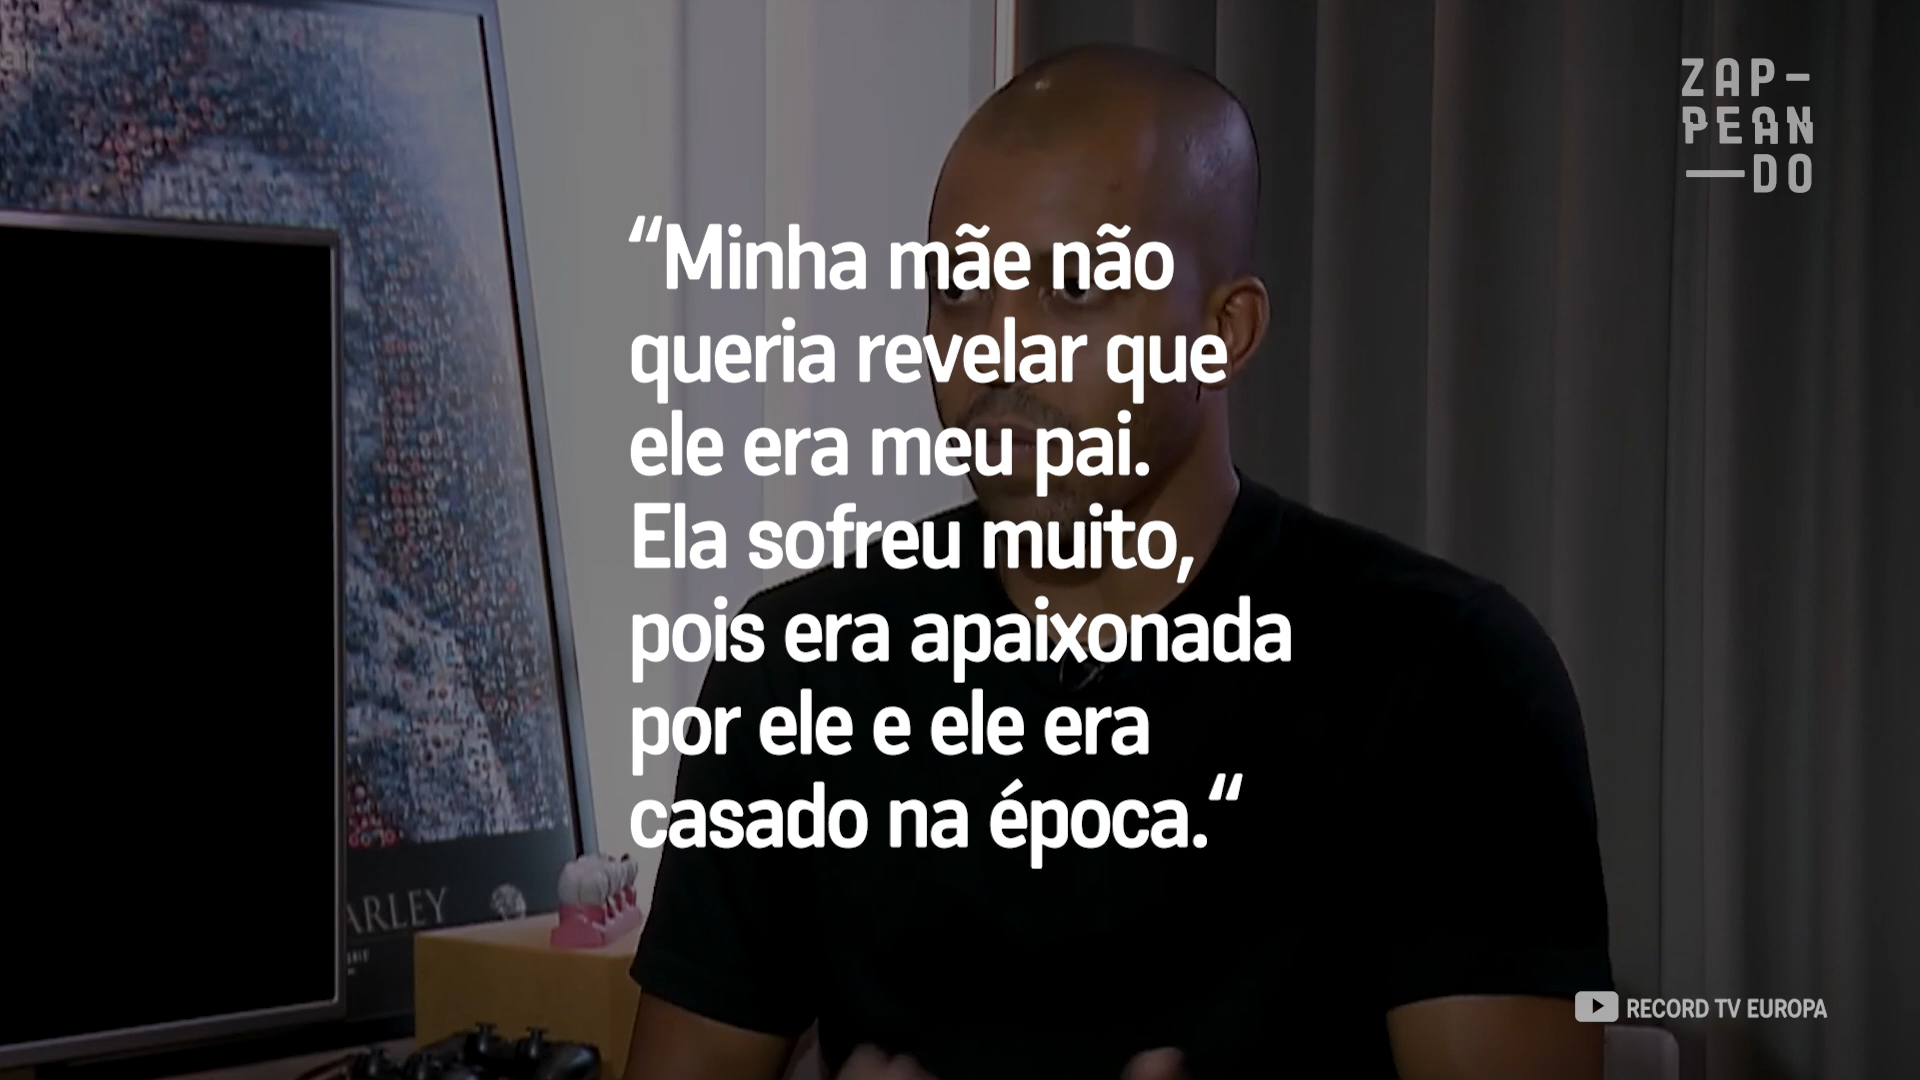 ZAP-
PEAN
—DO
“Minha mãe não
queria revelar que
ele era meu pai.
Ela sofreu muito,
pois era apaixonada
por ele e ele era
casado na época.“
ARLEY
RECORD TV EUROPA